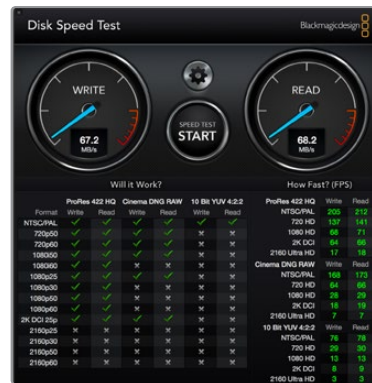 Disk Speed Test
Blackmagicdesign
WRITE
67.2
MB/s
SPEED TEST
START
READ
68.2
MB/s
Will it Work?
ProRes 422 HQ Cinema DNG RAW 10 Bit YUV 4:2:2
Format Write Read Write Read Write Read
NTSC/PAL
720p50
720p60
1080i50
1080i60
1080p25
1080p30
1080p50
1080p60
2K DCI 25p
2160p25
2160p30
2160p50
2160p60
How Fast? (FPS)
ProRes 422 HQ Write Read
NTSC/PAL 205 212
720 HD 137 141
1080 HD 68 71
2K DCI 64 66
2160 Ultra HD 17 18
Cinema DNG RAW Write Read
NTSC/PAL 168 173
720 HD 64 66
1080 HD 28 29
2K DCI 18 19
2160 Ultra HD 7 7
10 Bit YUV 4:2:2 Write Read
NTSC/PAL 76 78
720 HD 29 30
1080 HD 13 13
2K DCI 8 9
2160 Ultra HD 3 3